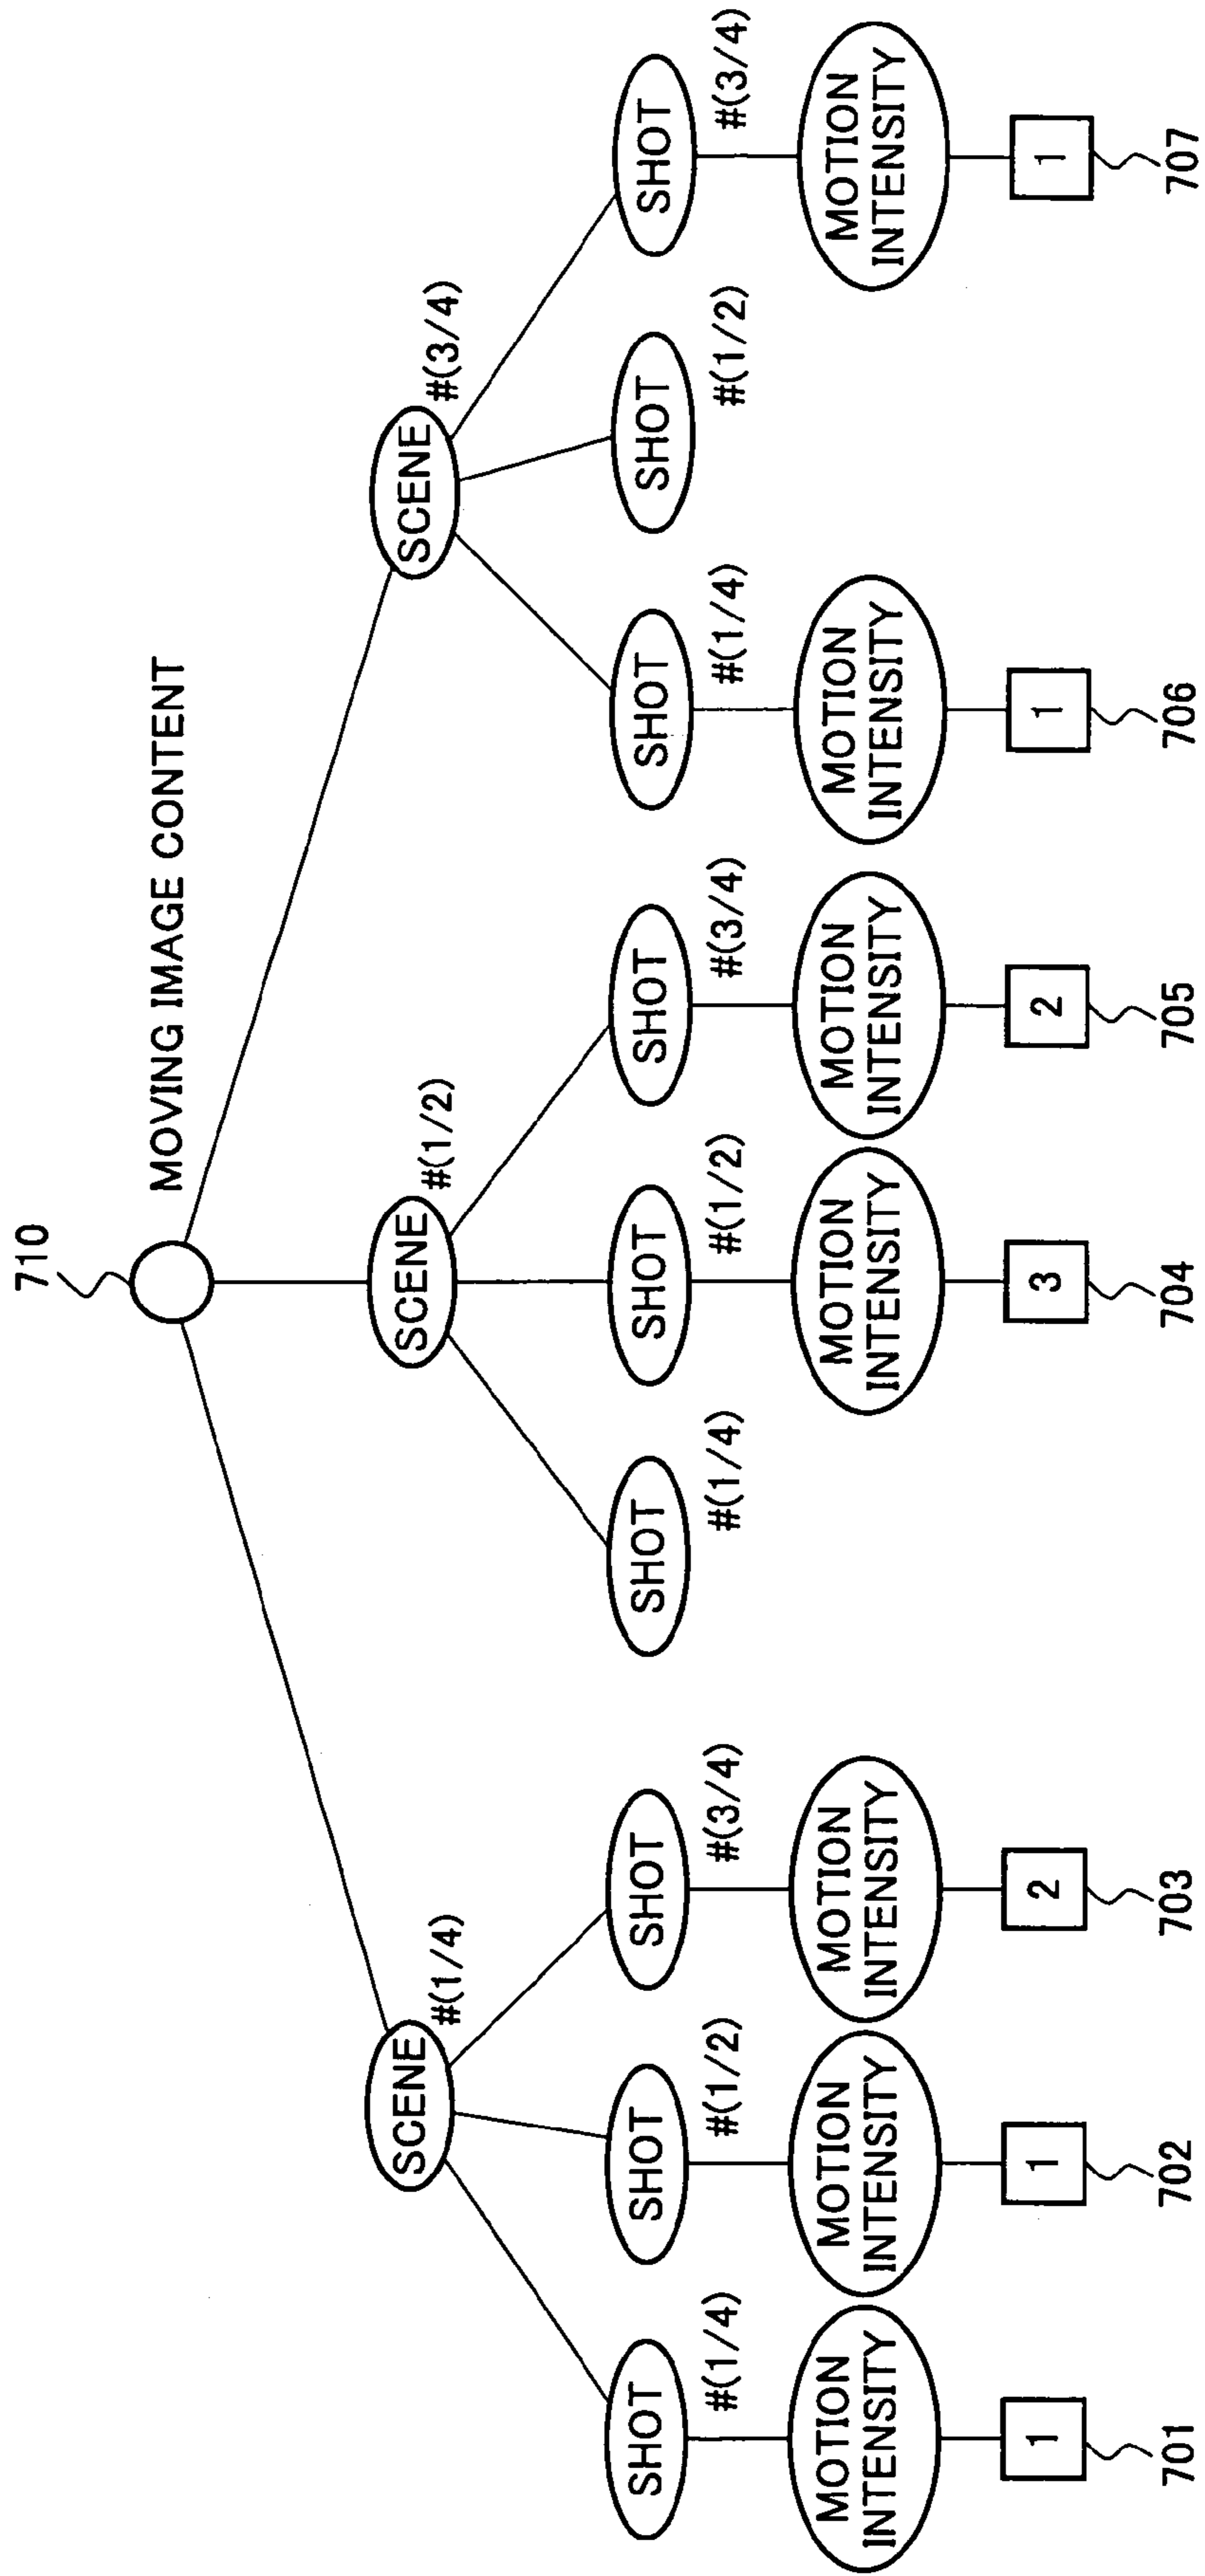 710
MOVING IMAGE CONTENT
SCENE
#(1/4)
SCENE
#(1/2)
SCENE
#(3/4)
SHOT
SHOT
SHOT
SHOT
SHOT
SHOT
SHOT
SHOT
SHOT
#(1/4)
#(1/2)
#(3/4)
#(1/4)
#(1/2)
#(3/4)
#(1/4)
#(1/2)
#(3/4)
MOTION
INTENSITY
MOTION
INTENSITY
MOTION
INTENSITY
MOTION
INTENSITY
MOTION
INTENSITY
MOTION
INTENSITY
MOTION
INTENSITY
1
1
2
3
2
1
1
701
702
703
704
705
706
707